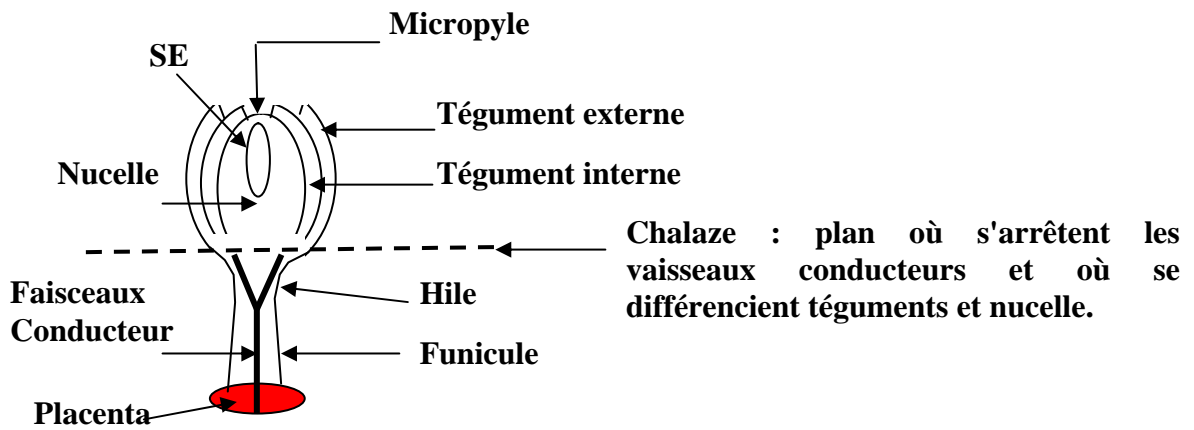 Micropyle
SE
Tégument externe
Nucelle
Tégument interne
Chalaze : plan où s'arrêtent les
vaisseaux conducteurs et où se
différencient téguments et nucelle.
Faisceaux
Conducteur
Hile
Funicule
Placenta